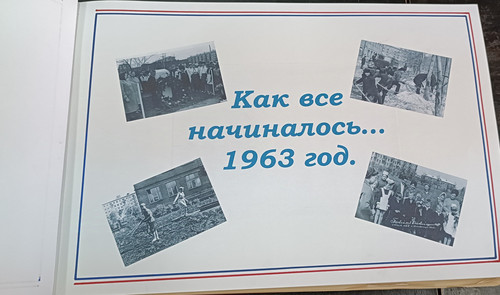 Как все
начиналось...
1963 год.